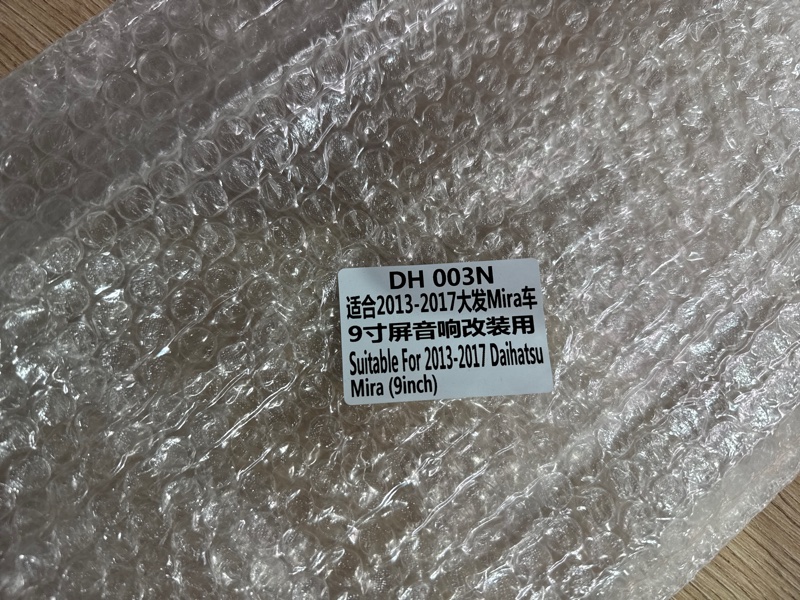 DH 003N
适合2013-2017大发Mira车
9寸屏音响改装用
Suitable For 2013-2017 Daihatsu
Mira (9inch)